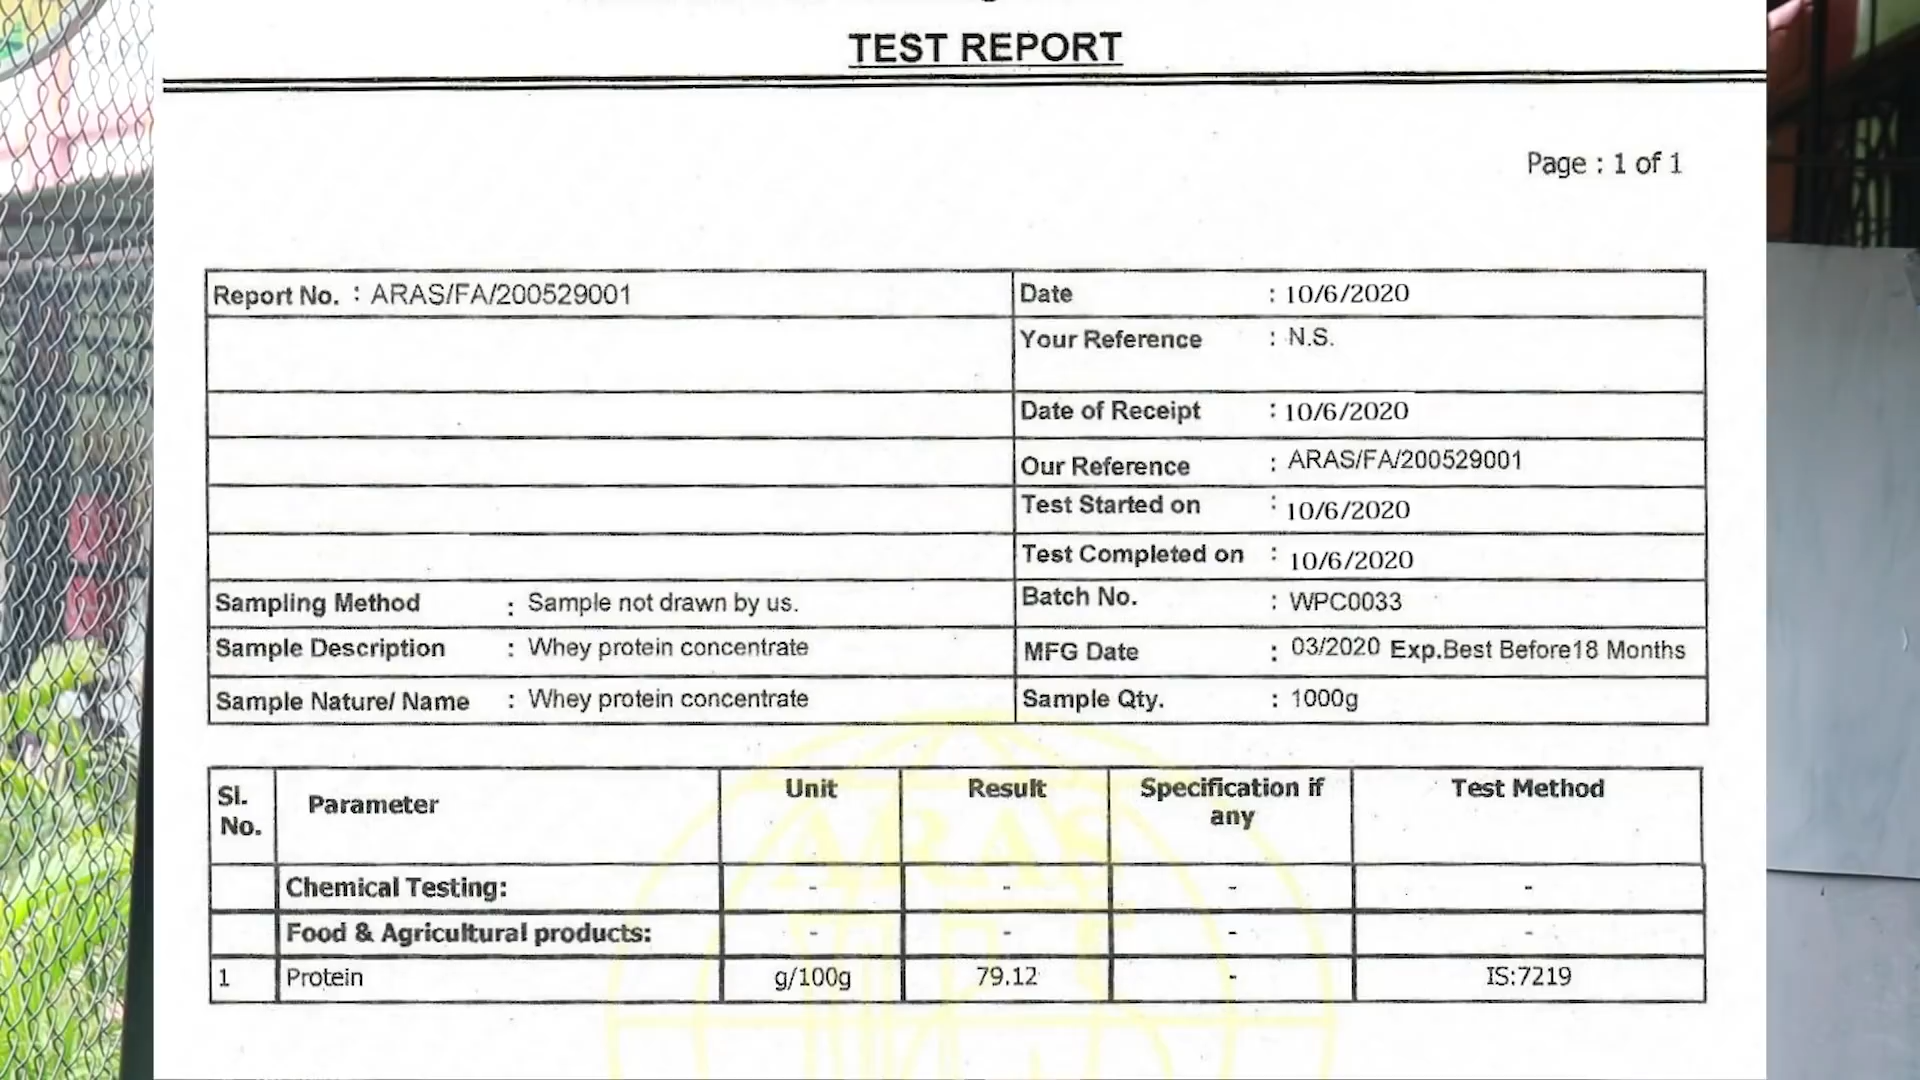 TEST REPORT
Page : 1 of 1
Report No. : ARAS/FA/200529001
Date : 10/6/2020
Your Reference : N.S.
Date of Receipt : 10/6/2020
Our Reference : ARAS/FA/200529001
Test Started on : 10/6/2020
Test Completed on : 10/6/2020
Sampling Method : Sample not drawn by us.
Batch No. : WPC0033
Sample Description : Whey protein concentrate
MFG Date : 03/2020 Exp.Best Before18 Months
Sample Nature/ Name : Whey protein concentrate
Sample Qty. : 1000g
Sl. No. Parameter Unit Result Specification if any Test Method
Chemical Testing: - - - -
Food & Agricultural products: - - - -
1 Protein g/100g 79.12 - IS:7219
ARAS